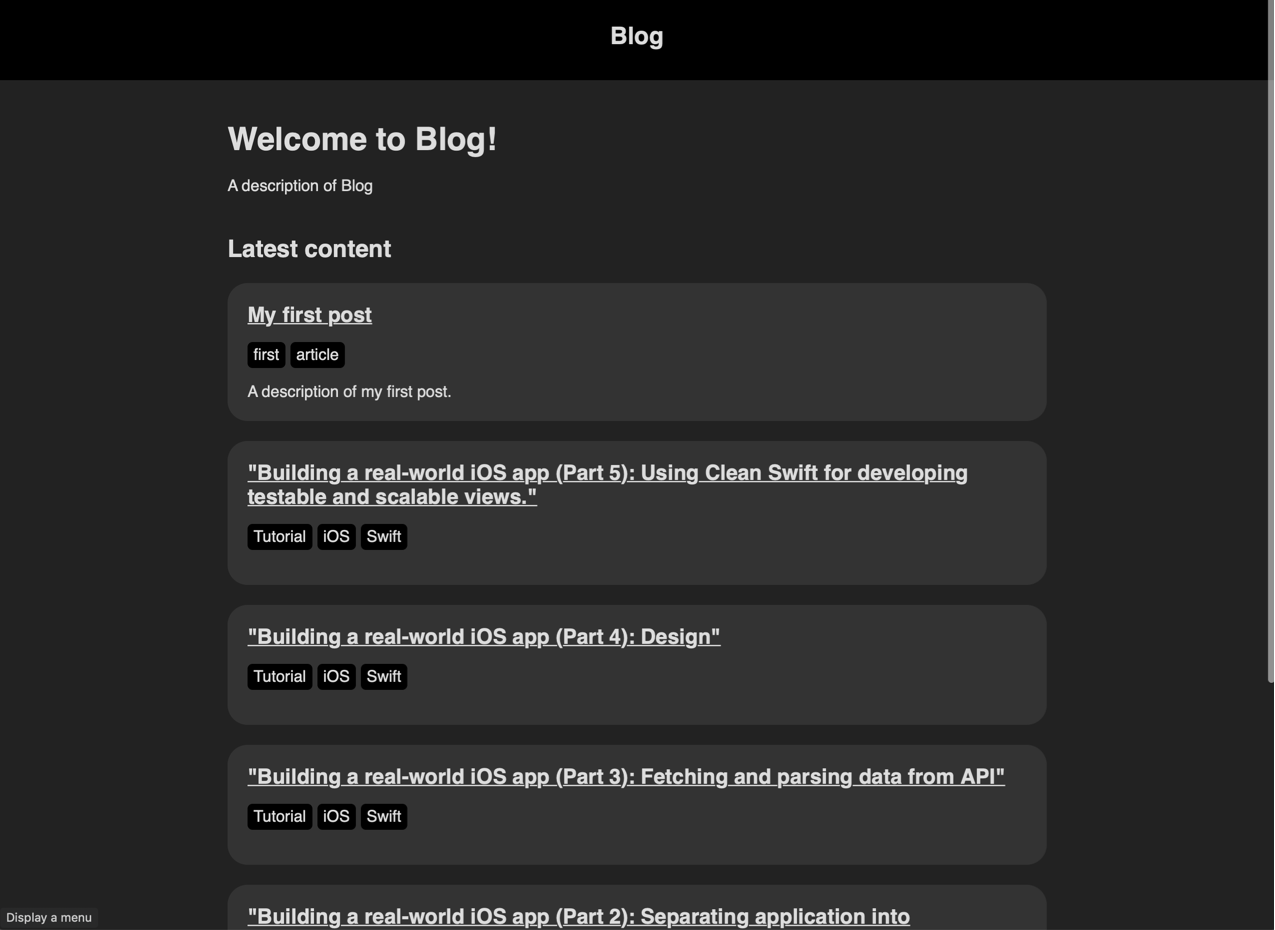 Blog
Welcome to Blog!
A description of Blog
Latest content
My first post
first article
A description of my first post.
"Building a real-world iOS app (Part 5): Using Clean Swift for developing
testable and scalable views."
Tutorial iOS Swift
"Building a real-world iOS app (Part 4): Design"
Tutorial iOS Swift
"Building a real-world iOS app (Part 3): Fetching and parsing data from API"
Tutorial iOS Swift
"Building a real-world iOS app (Part 2): Separating application into
Display a menu